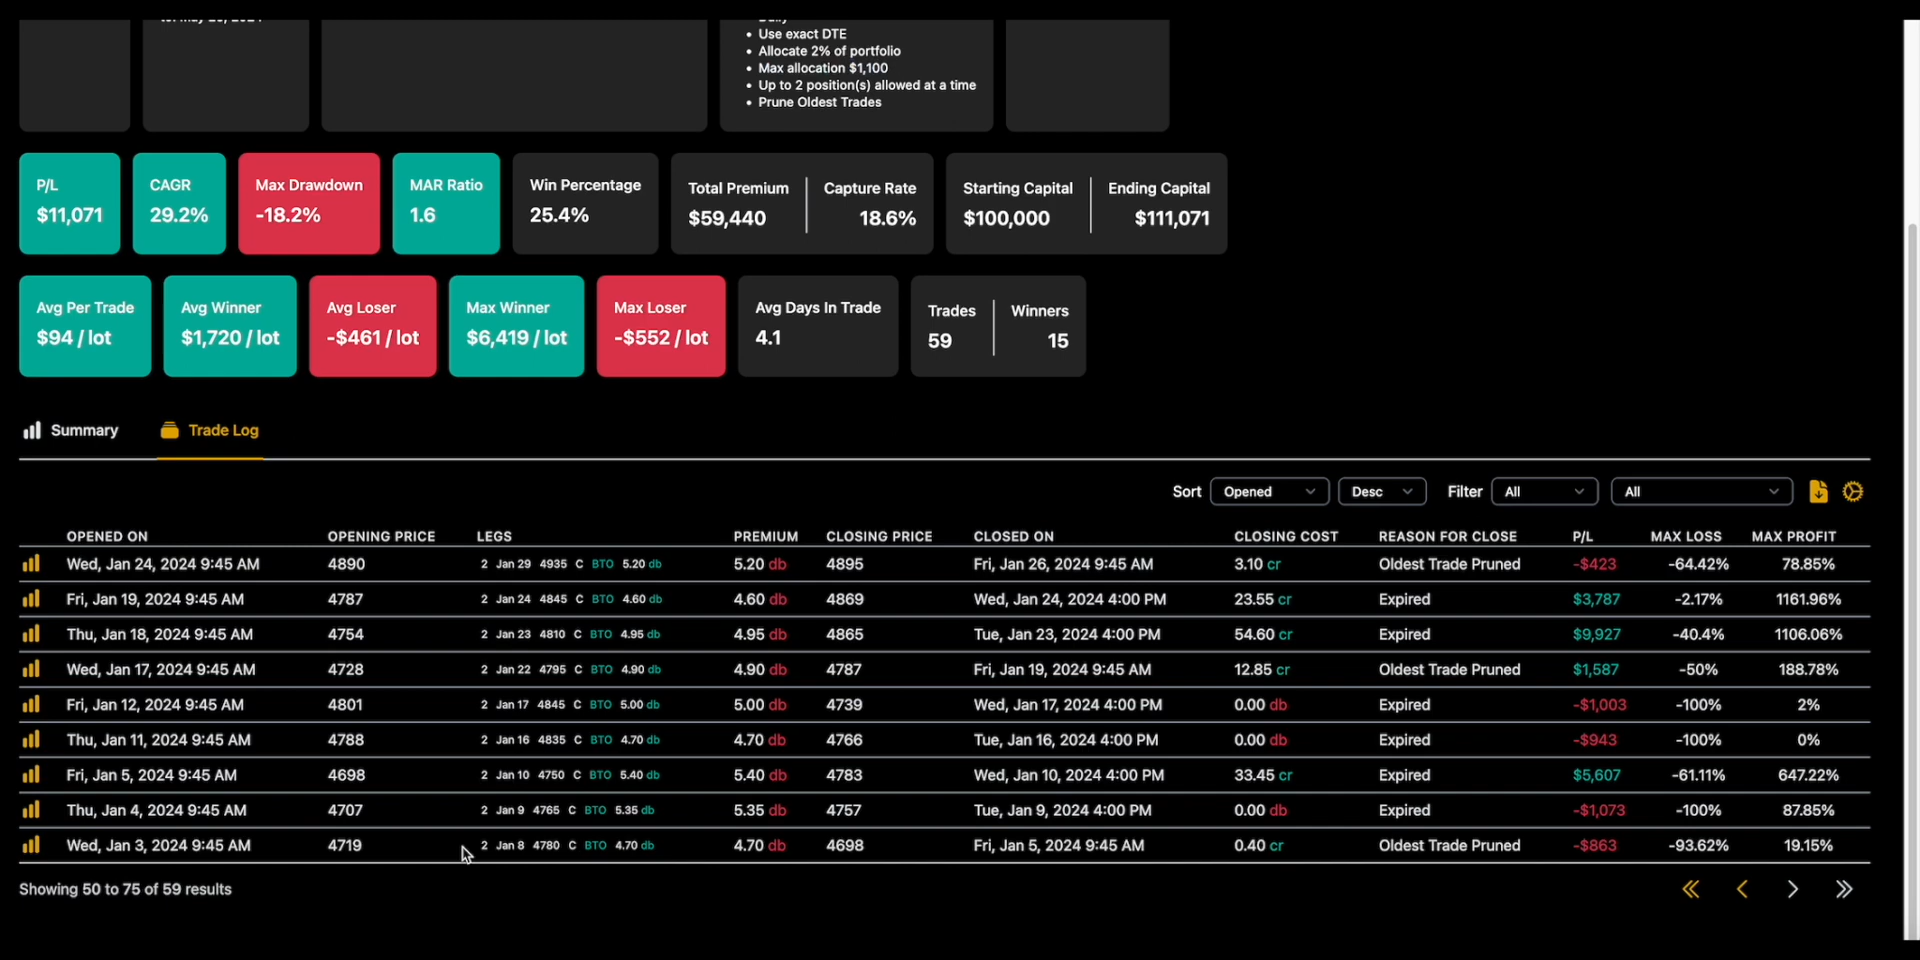 • Use exact DTE
• Allocate 2% of portfolio
• Max allocation $1,100
• Up to 2 position(s) allowed at a time
• Prune Oldest Trades
P/L CAGR Max Drawdown MAR Ratio Win Percentage Total Premium Capture Rate Starting Capital Ending Capital
$11,071 29.2% -18.2% 1.6 25.4% $59,440 18.6% $100,000 $111,071
Avg Per Trade Avg Winner Avg Loser Max Winner Max Loser Avg Days In Trade Trades Winners
$94 / lot $1,720 / lot -$461 / lot $6,419 / lot -$552 / lot 4.1 59 15
Summary Trade Log
Sort Opened Desc Filter All All
OPENED ON OPENING PRICE LEGS PREMIUM CLOSING PRICE CLOSED ON CLOSING COST REASON FOR CLOSE P/L MAX LOSS MAX PROFIT
Wed, Jan 24, 2024 9:45 AM 4890 2 Jan 29 4935 C BTO 5.20 db 5.20 db 4895 Fri, Jan 26, 2024 9:45 AM 3.10 cr Oldest Trade Pruned -$423 -64.42% 78.85%
Fri, Jan 19, 2024 9:45 AM 4787 2 Jan 24 4845 C BTO 4.60 db 4.60 db 4869 Wed, Jan 24, 2024 4:00 PM 23.55 cr Expired $3,787 -2.17% 1161.96%
Thu, Jan 18, 2024 9:45 AM 4754 2 Jan 23 4810 C BTO 4.95 db 4.95 db 4865 Tue, Jan 23, 2024 4:00 PM 54.60 cr Expired $9,927 -40.4% 1106.06%
Wed, Jan 17, 2024 9:45 AM 4728 2 Jan 22 4795 C BTO 4.90 db 4.90 db 4787 Fri, Jan 19, 2024 9:45 AM 12.85 cr Oldest Trade Pruned $1,587 -50% 188.78%
Fri, Jan 12, 2024 9:45 AM 4801 2 Jan 17 4845 C BTO 5.00 db 5.00 db 4739 Wed, Jan 17, 2024 4:00 PM 0.00 db Expired -$1,003 -100% 2%
Thu, Jan 11, 2024 9:45 AM 4788 2 Jan 16 4835 C BTO 4.70 db 4.70 db 4766 Tue, Jan 16, 2024 4:00 PM 0.00 db Expired -$943 -100% 0%
Fri, Jan 5, 2024 9:45 AM 4698 2 Jan 10 4750 C BTO 5.40 db 5.40 db 4783 Wed, Jan 10, 2024 4:00 PM 33.45 cr Expired $5,607 -61.11% 647.22%
Thu, Jan 4, 2024 9:45 AM 4707 2 Jan 9 4765 C BTO 5.35 db 5.35 db 4757 Tue, Jan 9, 2024 4:00 PM 0.00 db Expired -$1,073 -100% 87.85%
Wed, Jan 3, 2024 9:45 AM 4719 2 Jan 8 4780 C BTO 4.70 db 4.70 db 4698 Fri, Jan 5, 2024 9:45 AM 0.40 cr Oldest Trade Pruned -$863 -93.62% 19.15%
Showing 50 to 75 of 59 results